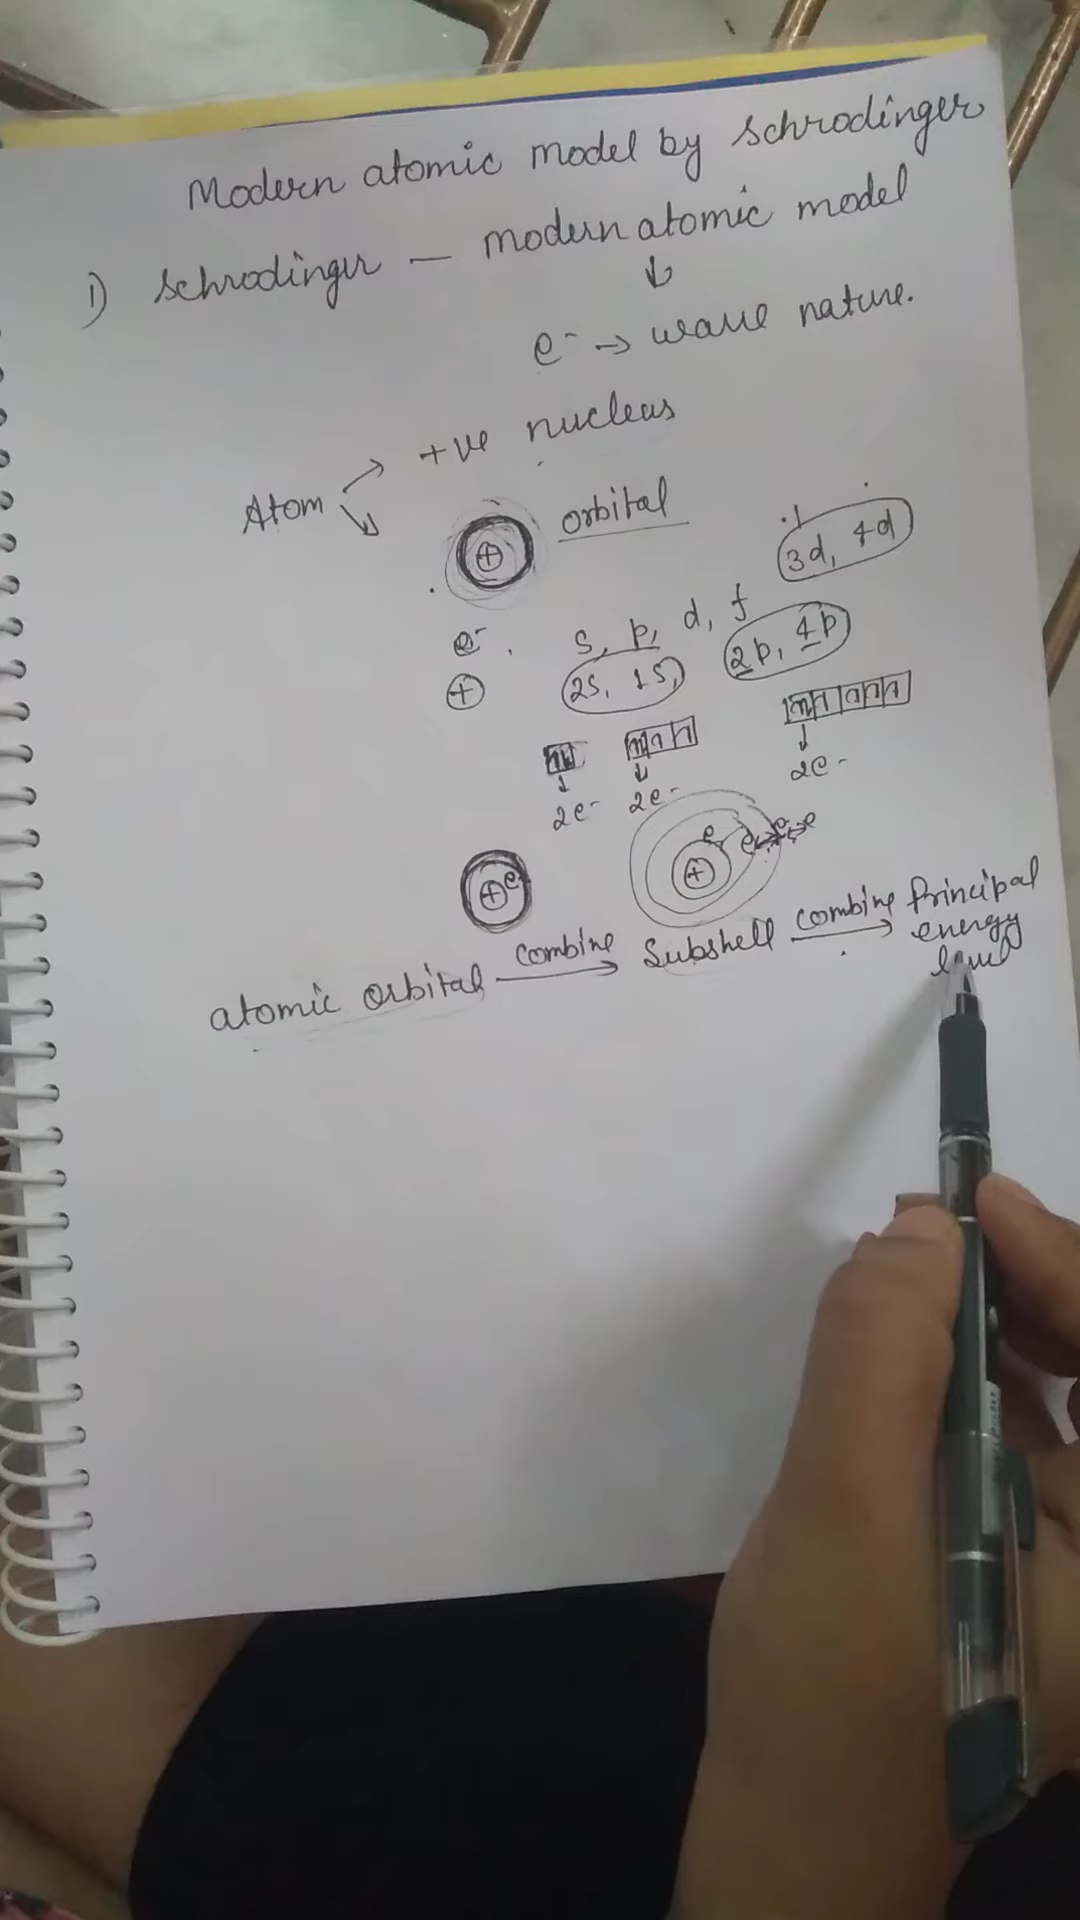 Modern atomic model by Schrodinger
1) Schrodinger — modern atomic model
↓
e⁻ → wave nature.
Atom → +ve nucleus
orbital
+
3d, 4d
e⁻ s, p, d, f
+ 2s, 1s, 2p, 4p
2e⁻ 2e⁻ 2e-
+ e + e e e e
atomic orbital combine → Subshell combine → Principal
energy
level